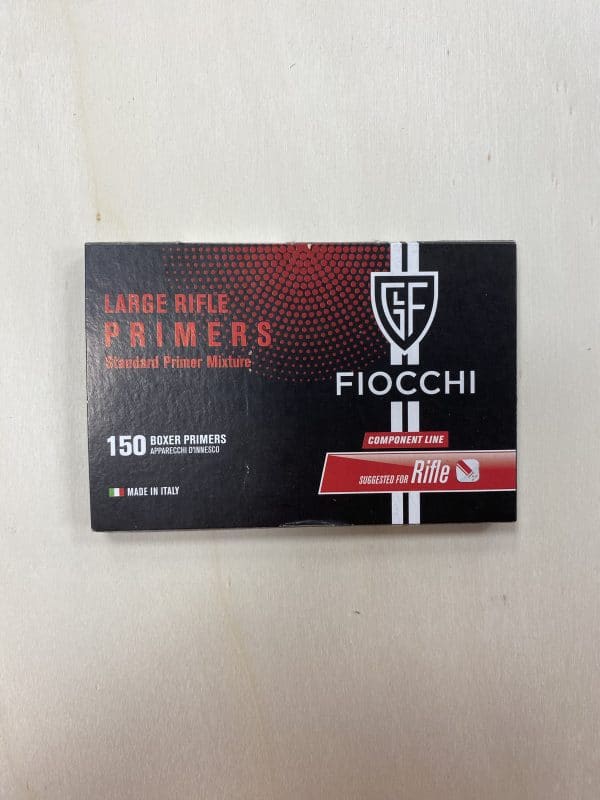 LARGE RIFLE
PRIMERS
Standard Primer Mixture
150 BOXER PRIMERS
APPARECCHI D'INNESCO
MADE IN ITALY
GFL
FIOCCHI
COMPONENT LINE
SUGGESTED FOR Rifle